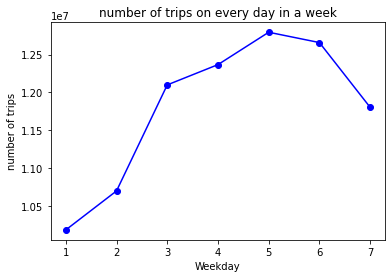 number of trips on every day in a week
1e7
number of trips
1.25
1.20
1.15
1.10
1.05
1 2 3 4 5 6 7
Weekday